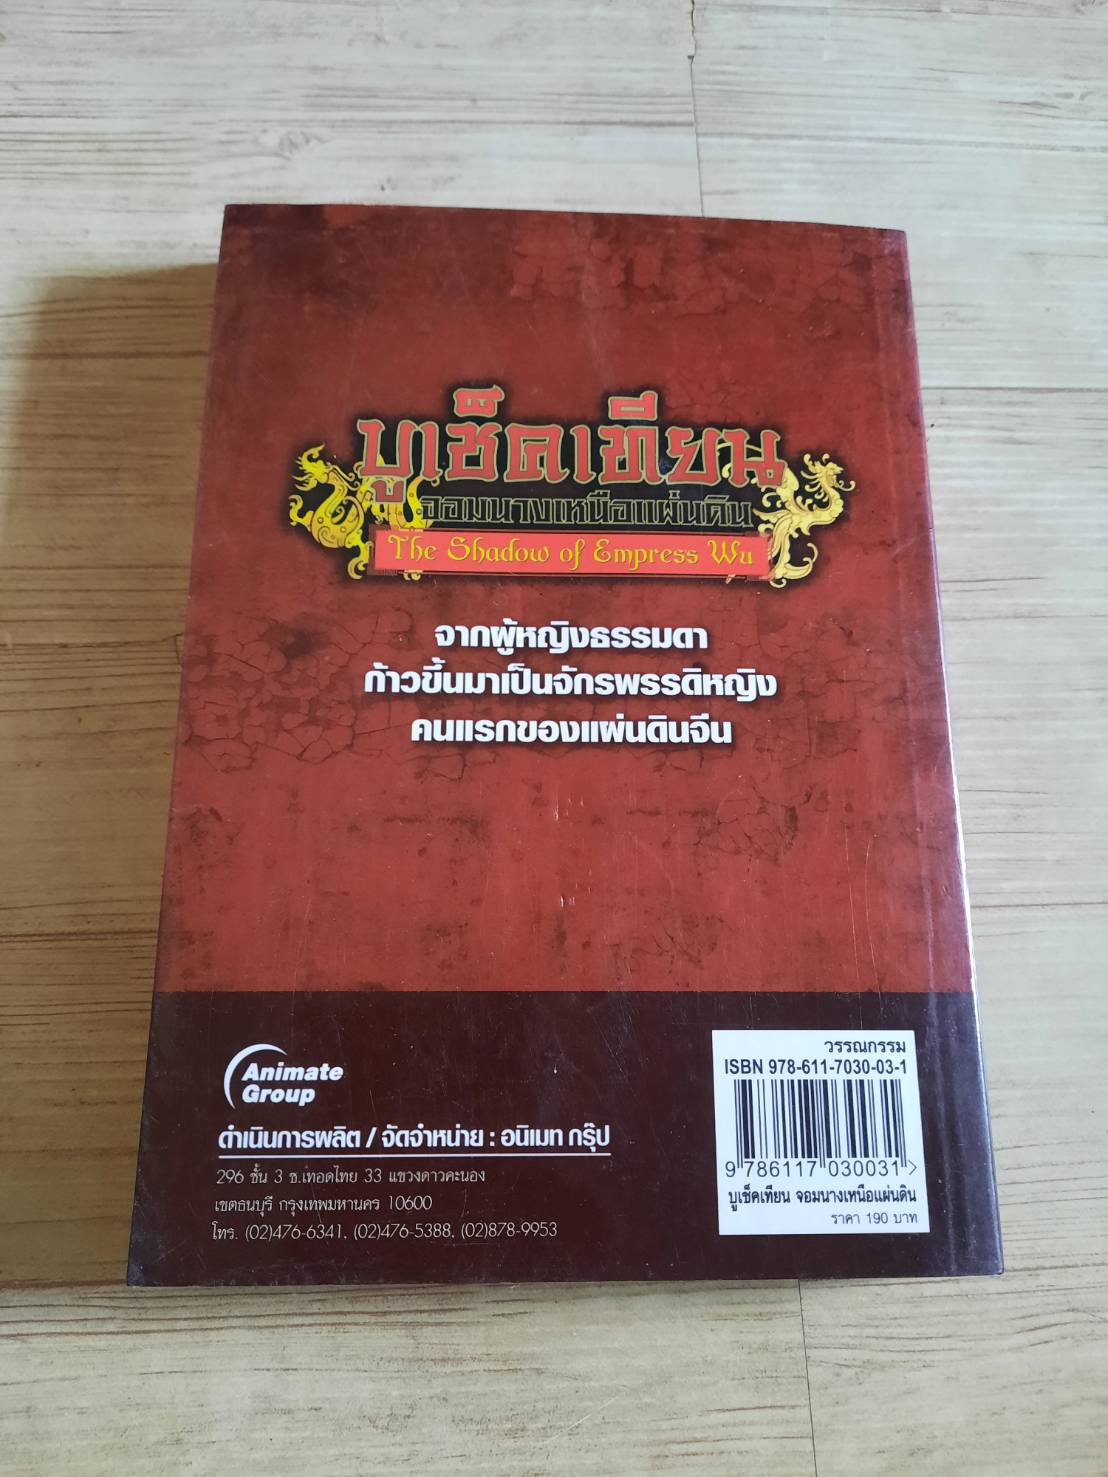 บูเช็คเทียน
จอมนางเหนือแผ่นดิน
The Shadow of Empress Wu
จากผู้หญิงธรรมดา
ก้าวขึ้นมาเป็นจักรพรรดิหญิง
คนแรกของแผ่นดินจีน
Animate
Group
ดำเนินการผลิต / จัดจำหน่าย : อนิเมท กรุ๊ป
296 ชั้น 3 ซ.เทอดไทย 33 แขวงดาวคะนอง
เขตธนบุรี กรุงเทพมหานคร 10600
โทร. (02)476-6341, (02)476-5388, (02)878-9953
วรรณกรรม
ISBN 978-611-7030-03-1
9 786117 030031 >
บูเช็คเทียน จอมนางเหนือแผ่นดิน
ราคา 190 บาท